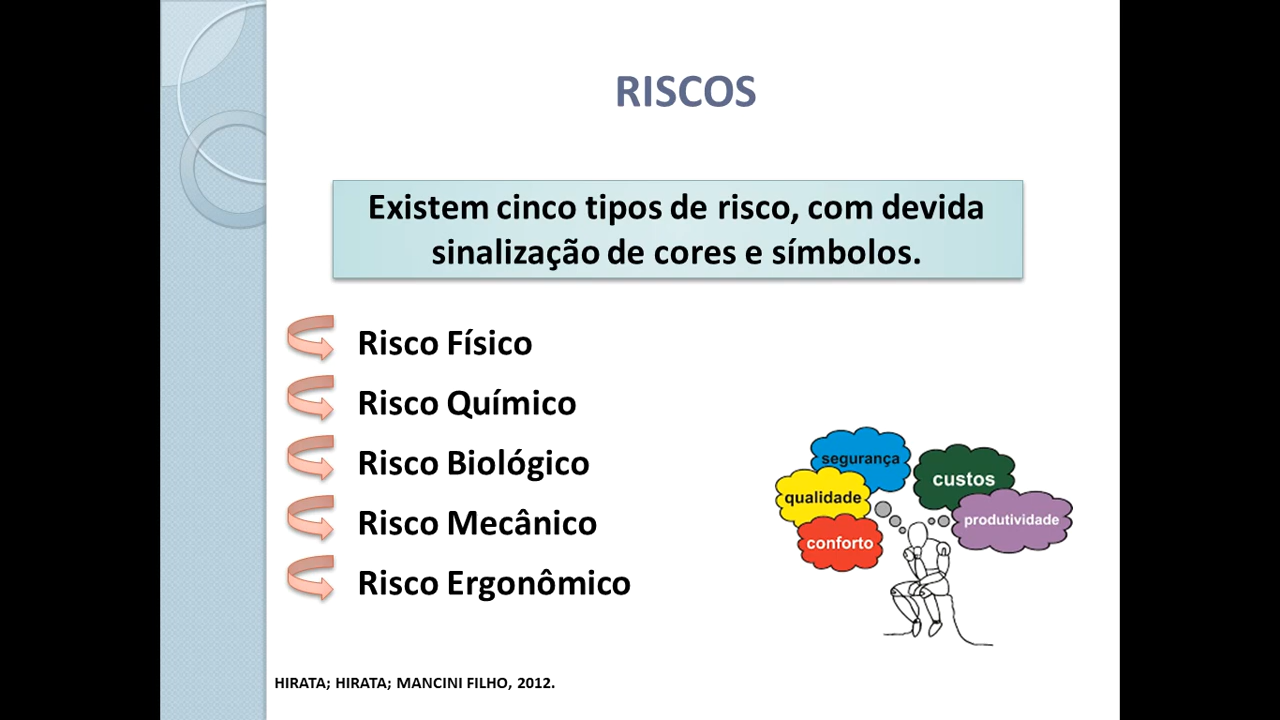 RISCOS
Existem cinco tipos de risco, com devida
sinalização de cores e símbolos.
Risco Físico
Risco Químico
Risco Biológico
Risco Mecânico
Risco Ergonômico
segurança
qualidade
conforto
custos
produtividade
HIRATA; HIRATA; MANCINI FILHO, 2012.